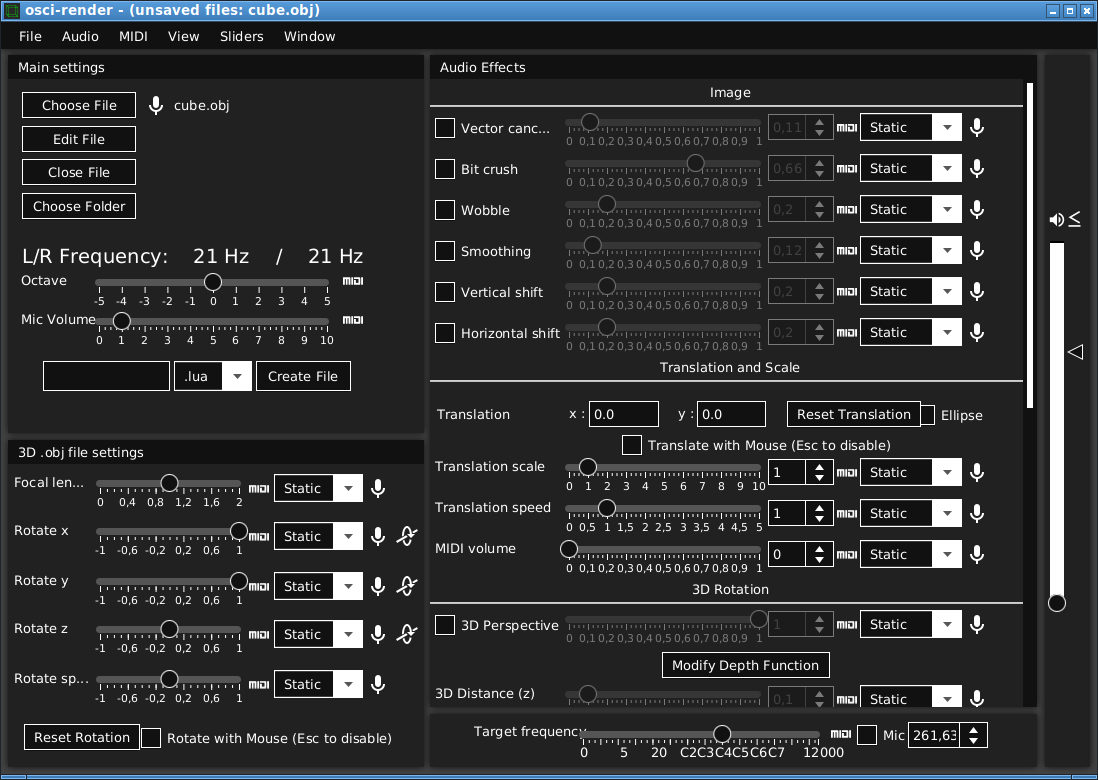 osci-render - (unsaved files: cube.obj)
File Audio MIDI View Sliders Window
Main settings
Choose File cube.obj
Edit File
Close File
Choose Folder
L/R Frequency: 21 Hz / 21 Hz
Octave MIDI
-5 -4 -3 -2 -1 0 1 2 3 4 5
Mic Volume MIDI
0 1 2 3 4 5 6 7 8 9 10
.lua Create File
3D .obj file settings
Focal len... MIDI Static
0 0,4 0,8 1,2 1,6 2
Rotate x MIDI Static
-1 -0,6 -0,2 0,2 0,6 1
Rotate y MIDI Static
-1 -0,6 -0,2 0,2 0,6 1
Rotate z MIDI Static
-1 -0,6 -0,2 0,2 0,6 1
Rotate sp... MIDI Static
-1 -0,6 -0,2 0,2 0,6 1
Reset Rotation Rotate with Mouse (Esc to disable)
Audio Effects
Image
Vector canc... 0,11 MIDI Static
0 0,1 0,2 0,3 0,4 0,5 0,6 0,7 0,8 0,9 1
Bit crush 0,66 MIDI Static
0 0,1 0,2 0,3 0,4 0,5 0,6 0,7 0,8 0,9 1
Wobble 0,2 MIDI Static
0 0,1 0,2 0,3 0,4 0,5 0,6 0,7 0,8 0,9 1
Smoothing 0,12 MIDI Static
0 0,1 0,2 0,3 0,4 0,5 0,6 0,7 0,8 0,9 1
Vertical shift 0,2 MIDI Static
0 0,1 0,2 0,3 0,4 0,5 0,6 0,7 0,8 0,9 1
Horizontal shift 0,2 MIDI Static
0 0,1 0,2 0,3 0,4 0,5 0,6 0,7 0,8 0,9 1
Translation and Scale
Translation x : 0.0 y : 0.0 Reset Translation Ellipse
Translate with Mouse (Esc to disable)
Translation scale 1 MIDI Static
0 1 2 3 4 5 6 7 8 9 10
Translation speed 1 MIDI Static
0 0,5 1 1,5 2 2,5 3 3,5 4 4,5 5
MIDI volume 0 MIDI Static
0 0,1 0,2 0,3 0,4 0,5 0,6 0,7 0,8 0,9 1
3D Rotation
3D Perspective 1 MIDI Static
0 0,1 0,2 0,3 0,4 0,5 0,6 0,7 0,8 0,9 1
Modify Depth Function
3D Distance (z) 0,1 MIDI Static
Target frequency MIDI Mic 261,63
0 5 20 C2C3C4C5C6C7 12000